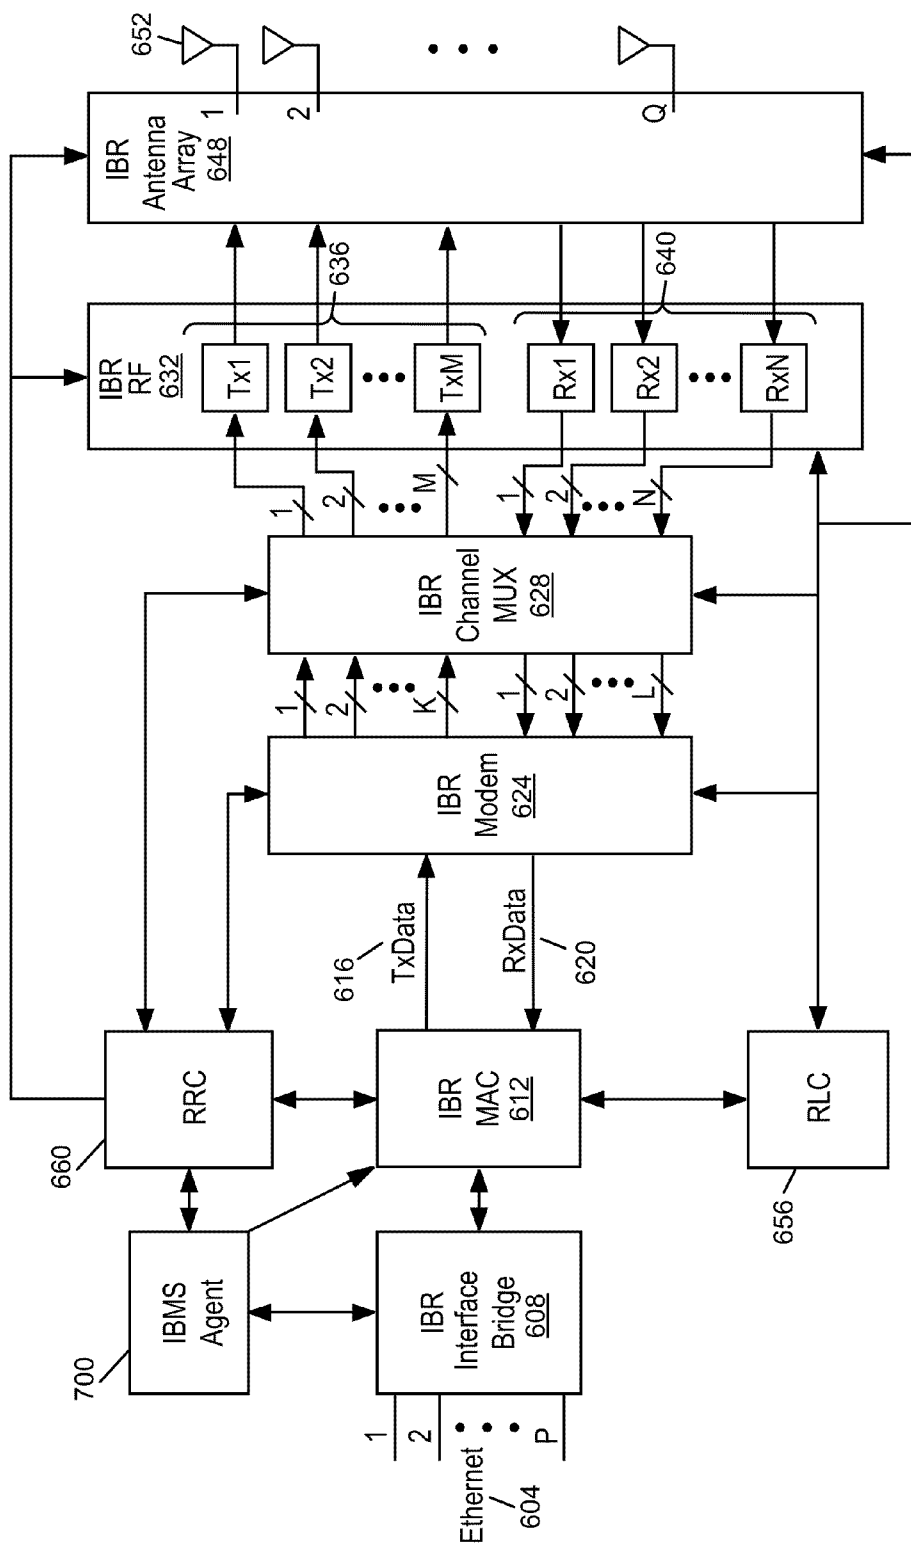 Ethernet
604
1
2
P
700
IBMS
Agent
IBR
Interface
Bridge
608
660
RRC
IBR
MAC
612
656
RLC
616
TxData
RxData
620
IBR
Modem
624
1
2
K
1
2
L
IBR
Channel
MUX
628
1
2
M
1
2
N
IBR
RF
632
Tx1
Tx2
TxM
636
Rx1
Rx2
RxN
640
IBR
Antenna
Array
648
1
2
Q
652